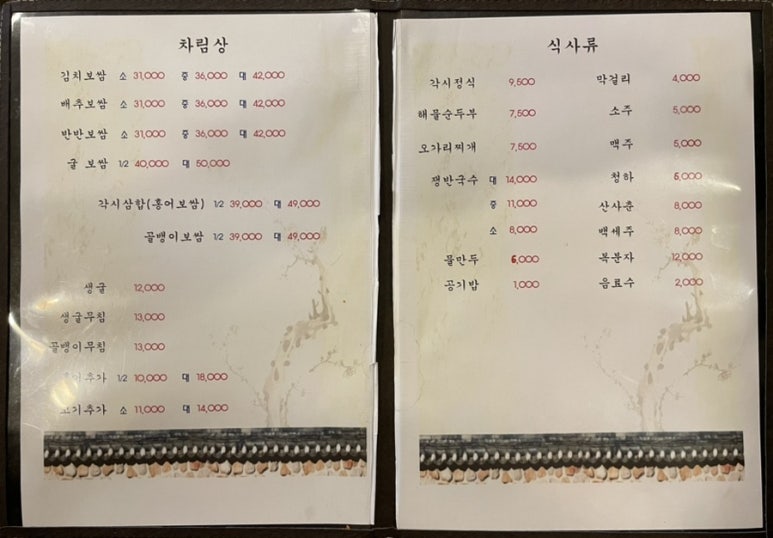 차림상
김치보쌈 소 31,000 중 36,000 대 42,000
배추보쌈 소 31,000 중 36,000 대 42,000
반반보쌈 소 31,000 중 36,000 대 42,000
굴 보쌈 1/2 40,000 대 50,000
각시삼합(홍어보쌈) 1/2 39,000 대 49,000
골뱅이보쌈 1/2 39,000 대 49,000
생굴 12,000
생굴무침 13,000
골뱅이무침 13,000
추가 1/2 10,000 대 18,000
고기추가 소 11,000 대 14,000
식사류
각시정식 9,500
해물순두부 7,500
오가리찌개 7,500
쟁반국수 대 14,000
중 11,000
소 8,000
물만두 6,000
공기밥 1,000
막걸리 4,000
소주 5,000
맥주 5,000
청하
산사춘 8,000
백세주 8,000
복분자 12,000
음료수 2,000